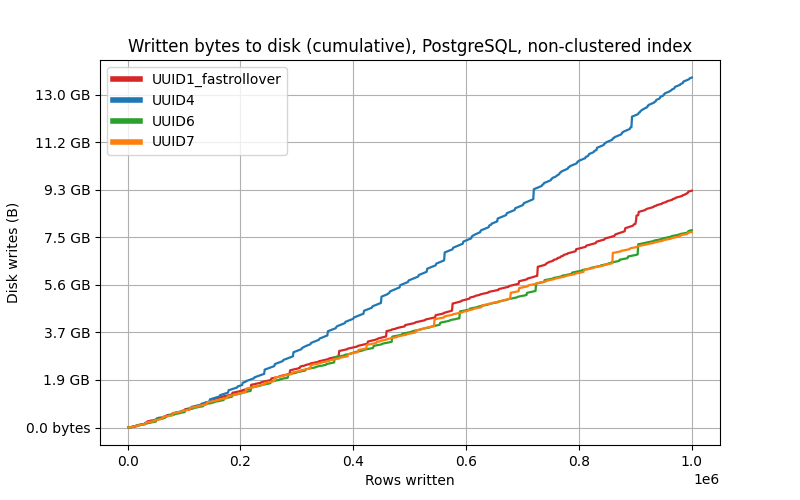 Written bytes to disk (cumulative), PostgreSQL, non-clustered index
UUID1_fastrollover
UUID4
UUID6
UUID7
13.0 GB
11.2 GB
9.3 GB
7.5 GB
5.6 GB
3.7 GB
1.9 GB
0.0 bytes
Disk writes (B)
0.0 0.2 0.4 0.6 0.8 1.0
1e6
Rows written